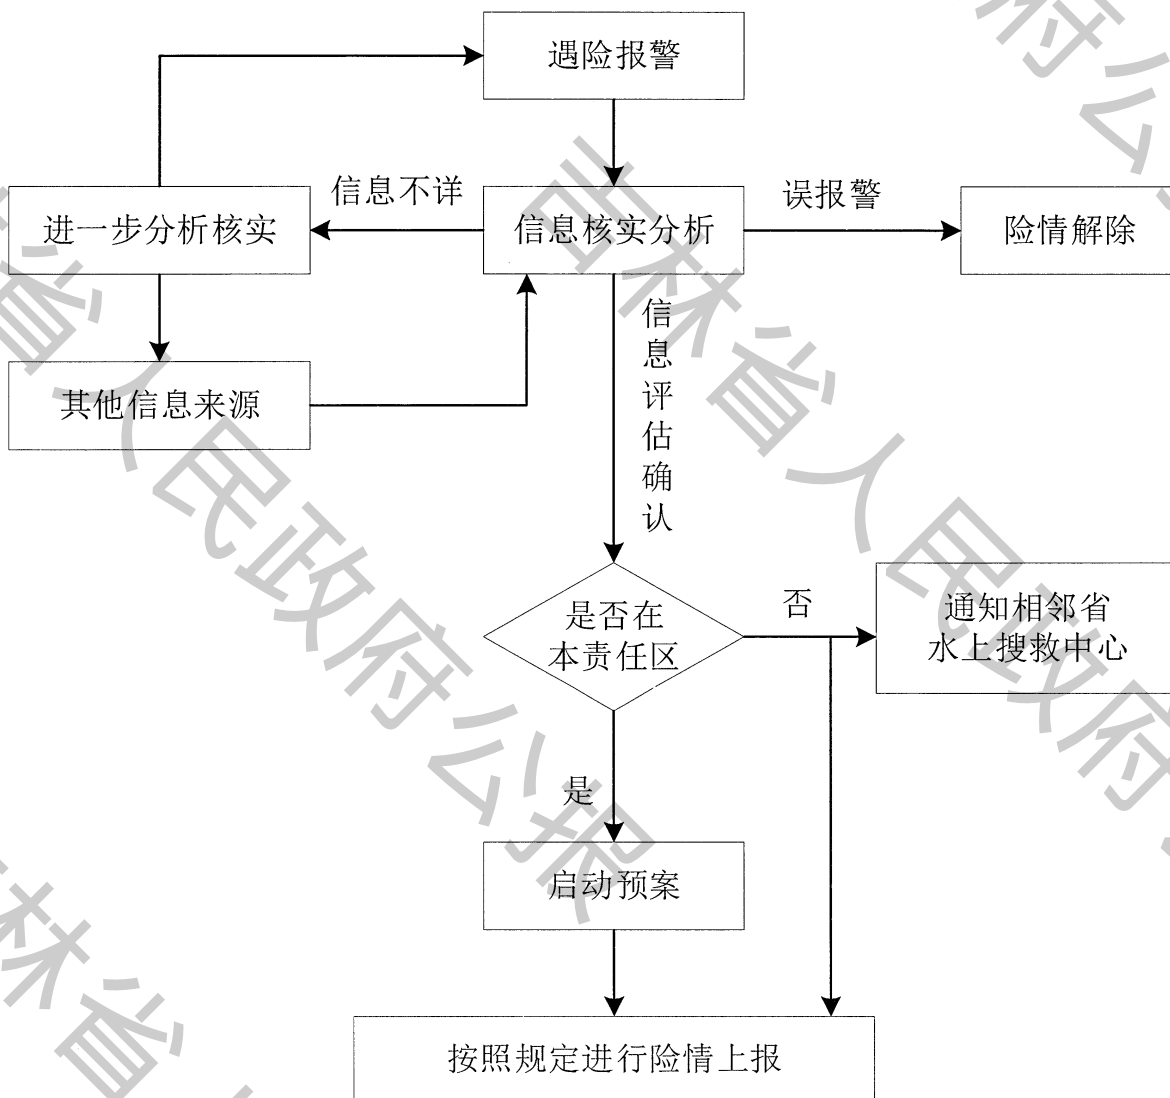 遇险报警
信息不详
误报警
进一步分析核实
信息核实分析
险情解除
信息评估确认
其他信息来源
是否在
本责任区
否
通知相邻省
水上搜救中心
是
启动预案
按照规定进行险情上报
吉林省人民政府公报
省人民政府公报
府公
林省